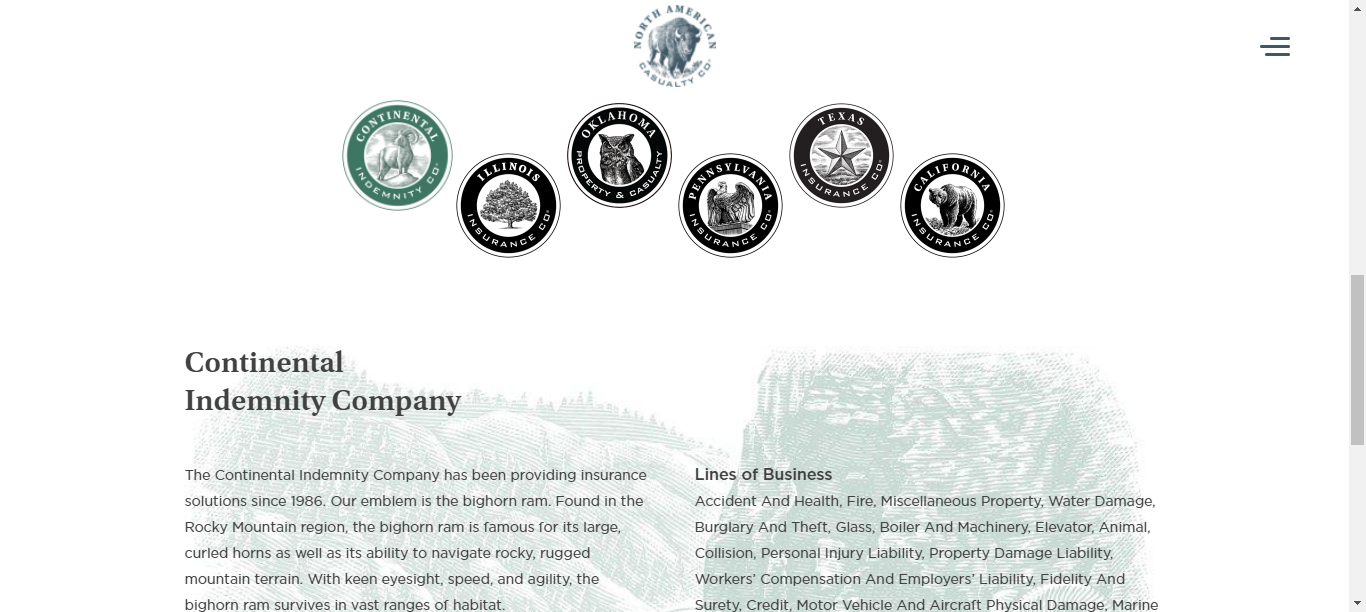 NORTH AMERICAN
CASUALTY CO.
CONTINENTAL
INDEMNITY CO.
ILLINOIS
INSURANCE CO.
OKLAHOMA
PROPERTY & CASUALTY
PENNSYLVANIA
INSURANCE CO.
TEXAS
INSURANCE CO.
CALIFORNIA
INSURANCE CO.
Continental
Indemnity Company
The Continental Indemnity Company has been providing insurance
solutions since 1986. Our emblem is the bighorn ram. Found in the
Rocky Mountain region, the bighorn ram is famous for its large,
curled horns as well as its ability to navigate rocky, rugged
mountain terrain. With keen eyesight, speed, and agility, the
bighorn ram survives in vast ranges of habitat.
Lines of Business
Accident And Health, Fire, Miscellaneous Property, Water Damage,
Burglary And Theft, Glass, Boiler And Machinery, Elevator, Animal,
Collision, Personal Injury Liability, Property Damage Liability,
Workers’ Compensation And Employers’ Liability, Fidelity And
Surety, Credit, Motor Vehicle And Aircraft Physical Damage, Marine